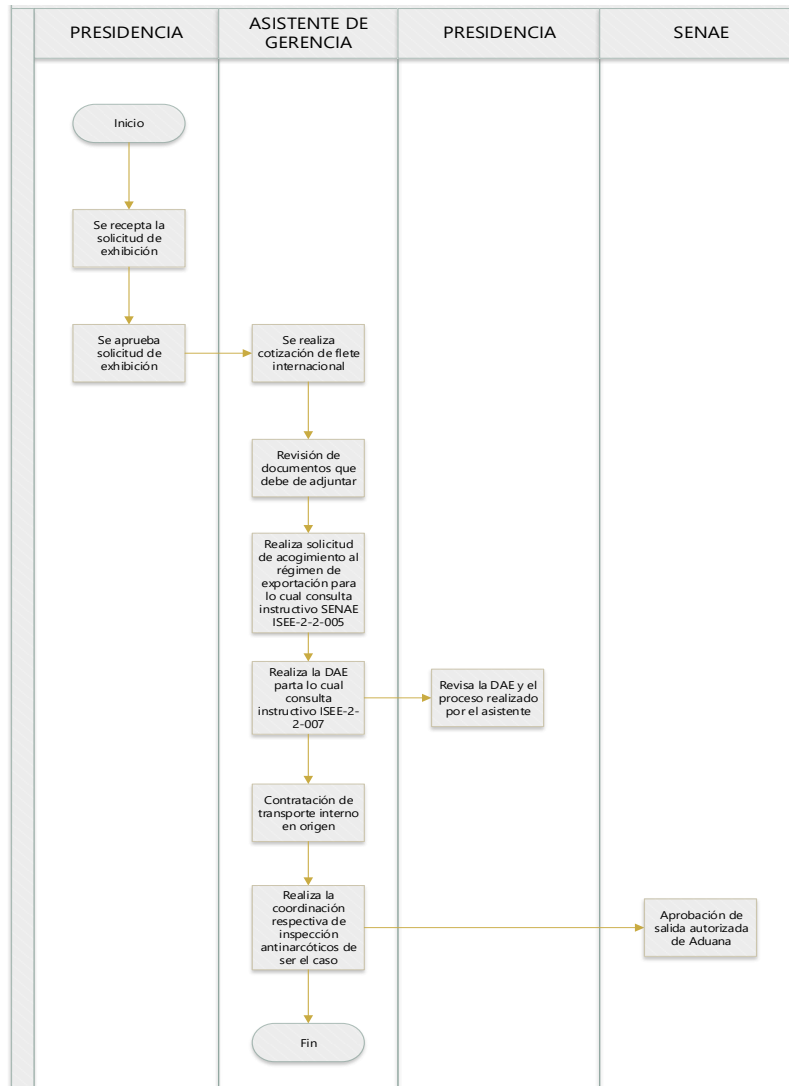 PRESIDENCIA
ASISTENTE DE
GERENCIA
PRESIDENCIA
SENAE
Inicio
Se recepta la
solicitud de
exhibición
Se aprueba
solicitud de
exhibición
Se realiza
cotización de flete
internacional
Revisión de
documentos que
debe de adjuntar
Realiza solicitud
de acogimiento al
régimen de
exportación para
lo cual consulta
instructivo SENAE
ISEE-2-2-005
Realiza la DAE
parta lo cual
consulta
instructivo ISEE-2-
2-007
Revisa la DAE y el
proceso realizado
por el asistente
Contratación de
transporte interno
en origen
Realiza la
coordinación
respectiva de
inspección
antinarcóticos de
ser el caso
Aprobación de
salida autorizada
de Aduana
Fin